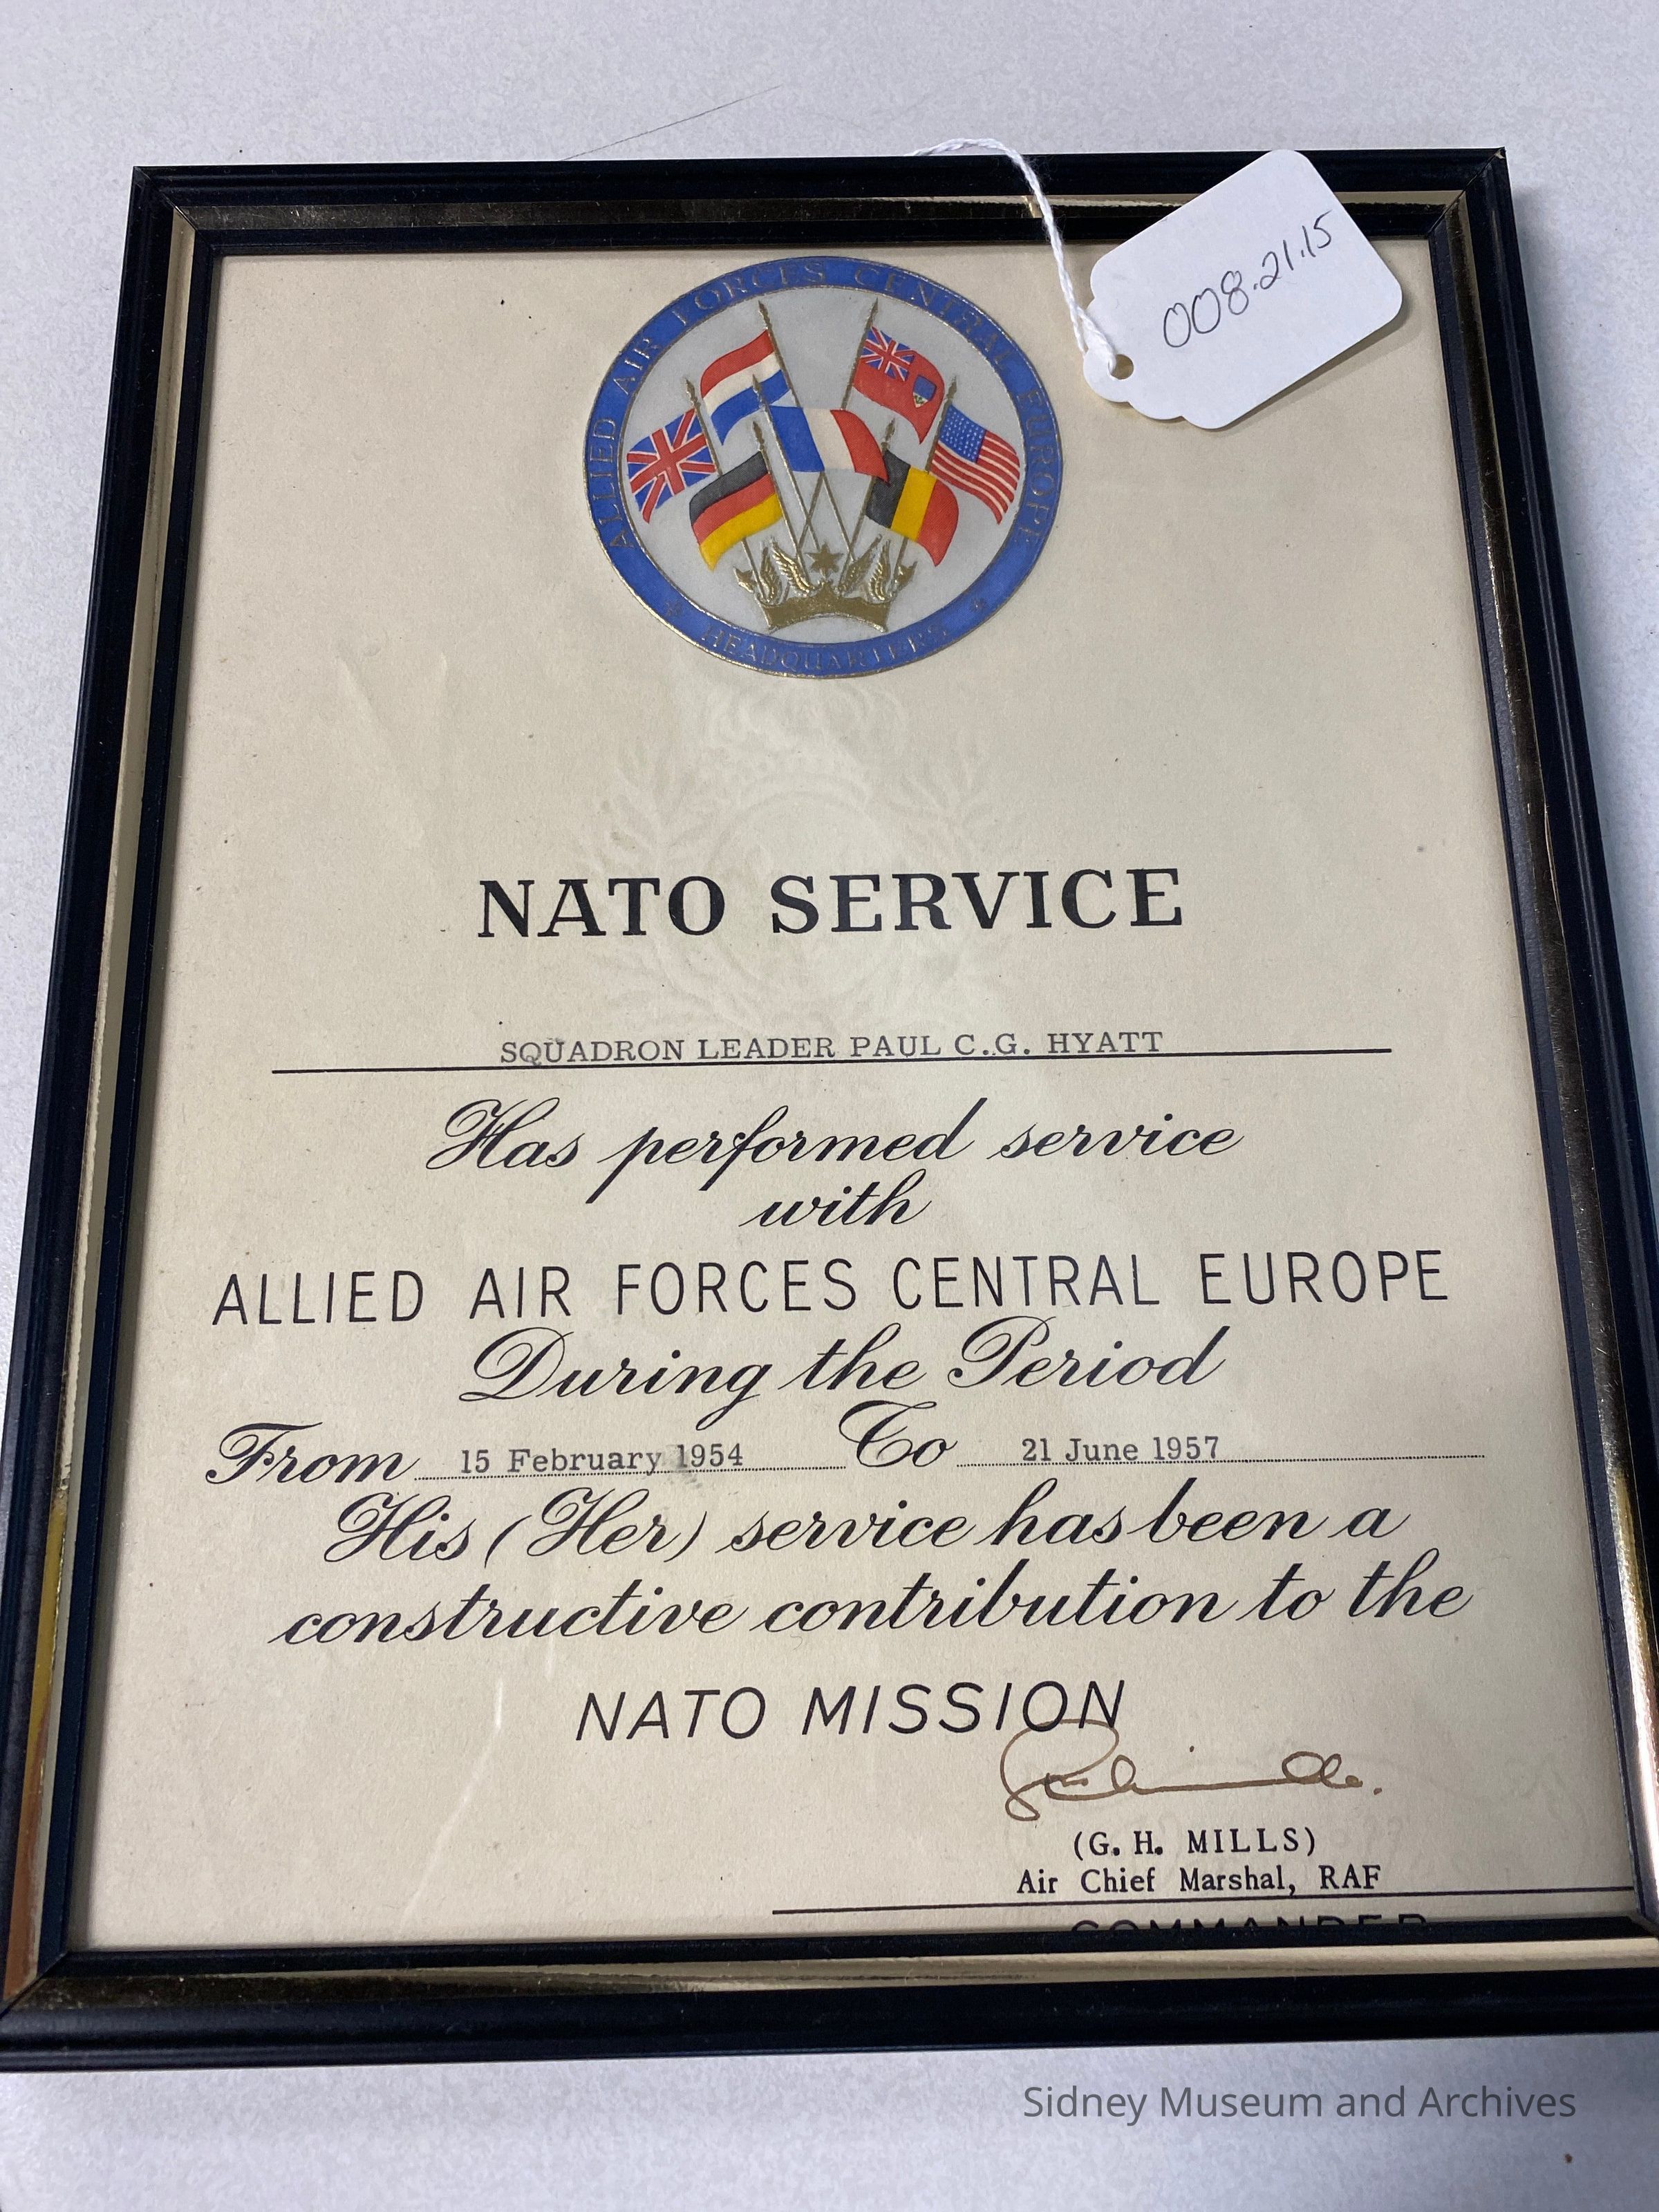 008.21.15
ALLIED AIR FORCES CENTRAL EUROPE
HEADQUARTERS
NATO SERVICE
SQUADRON LEADER PAUL C.G. HYATT
Has performed service
with
ALLIED AIR FORCES CENTRAL EUROPE
During the Period
From 15 February 1954 To 21 June 1957
His (Her) service has been a
constructive contribution to the
NATO MISSION
(G. H. MILLS)
Air Chief Marshal, RAF
COMMANDER
Sidney Museum and Archives